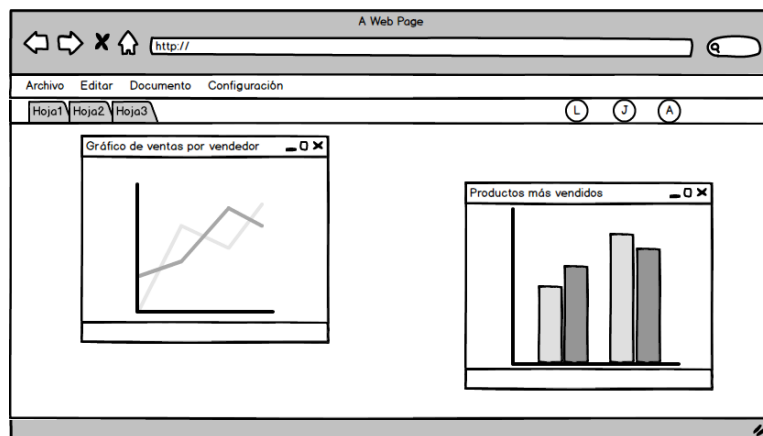 A Web Page
http://
Archivo Editar Documento Configuración
Hoja1 Hoja2 Hoja3 L J A
Gráfico de ventas por vendedor
Productos más vendidos